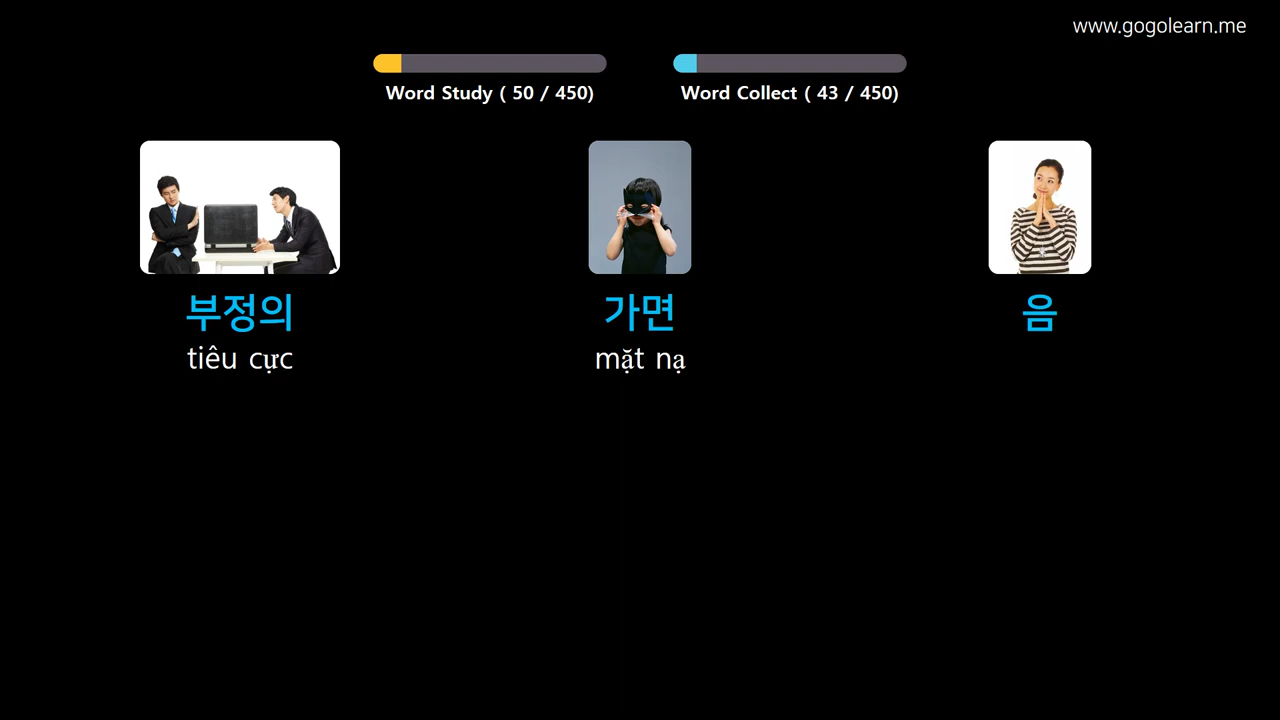 www.gogolearn.me
Word Study ( 50 / 450)
Word Collect ( 43 / 450)
부정의
tiêu cực
가면
mặt nạ
음